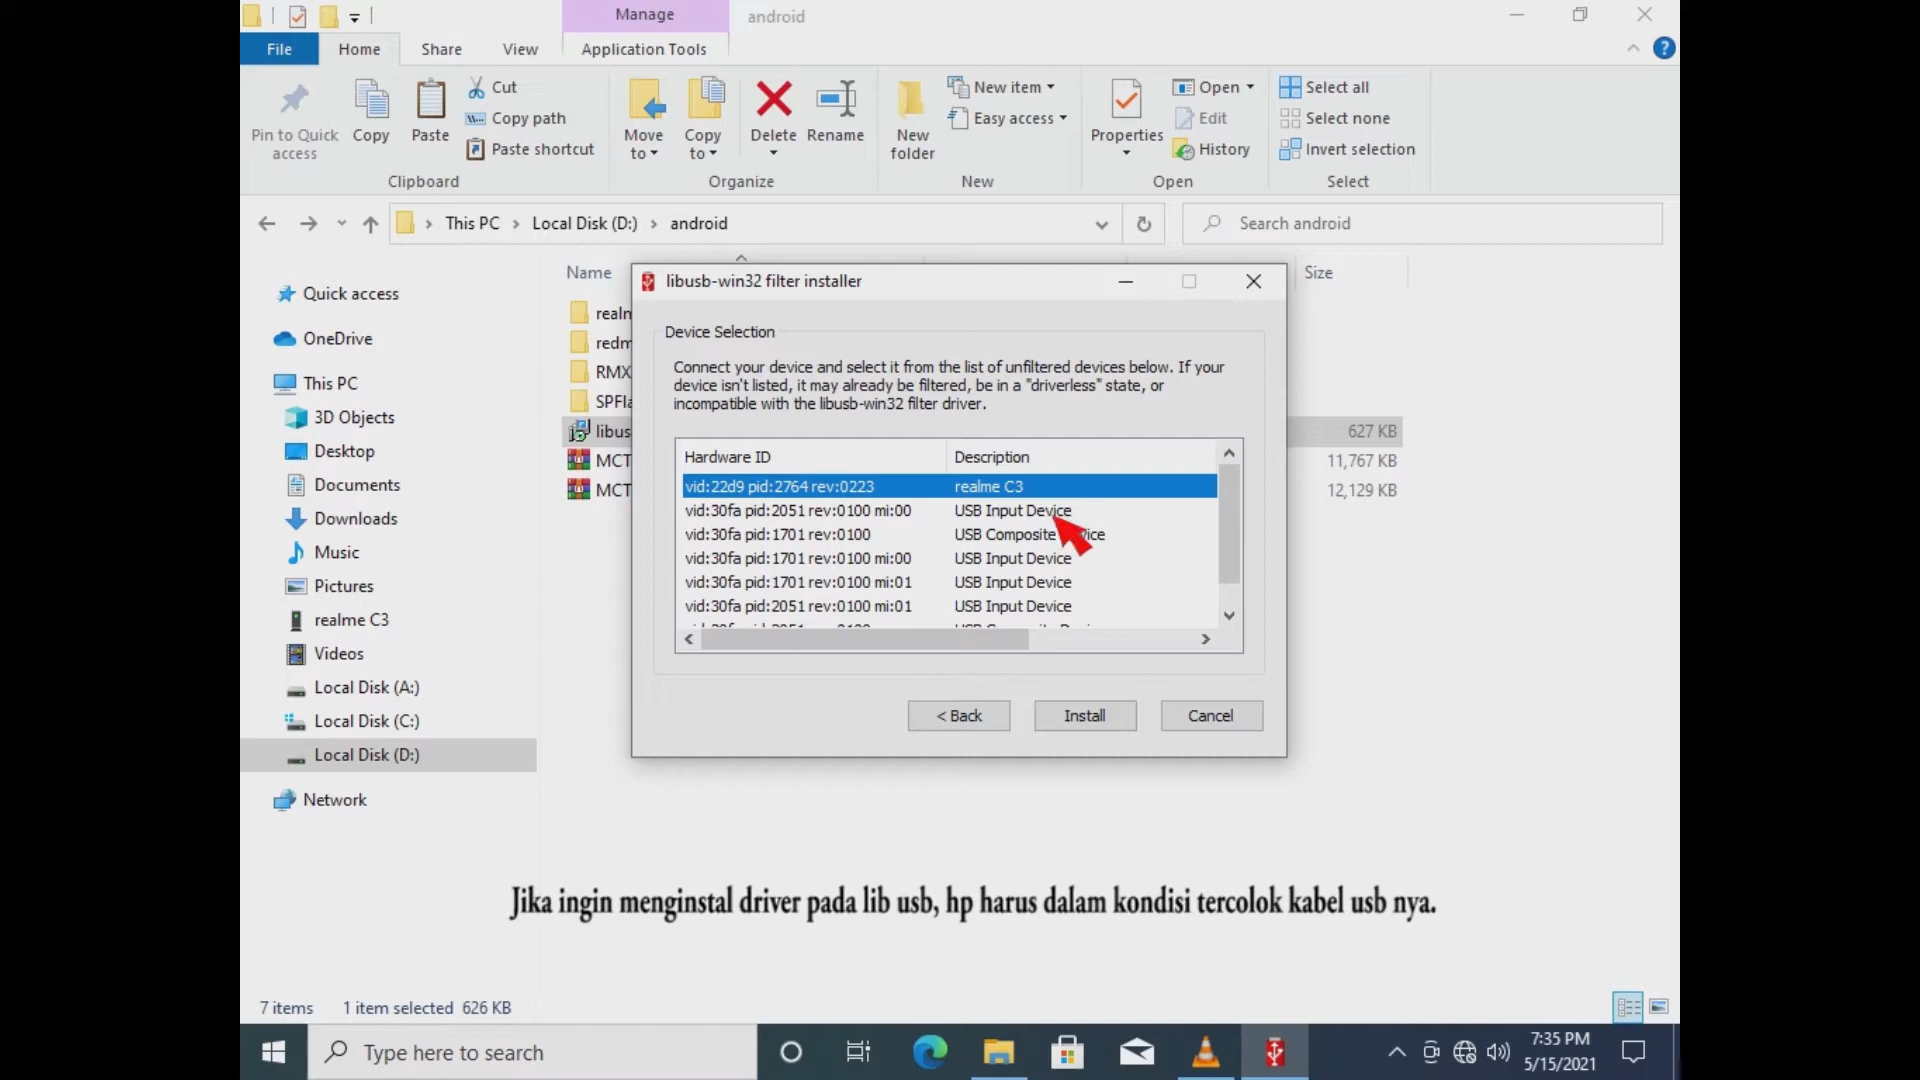 Manage
android
File
Home
Share
View
Application Tools
Pin to Quick access
Copy
Paste
Cut
Copy path
Paste shortcut
Clipboard
Move to
Copy to
Delete
Rename
Organize
New folder
New item
Easy access
New
Properties
Open
Edit
History
Open
Select all
Select none
Invert selection
Select
This PC > Local Disk (D:) > android
Search android
Quick access
OneDrive
This PC
3D Objects
Desktop
Documents
Downloads
Music
Pictures
realme C3
Videos
Local Disk (A:)
Local Disk (C:)
Local Disk (D:)
Network
Name
Size
realm
redm
RMX
SPFla
libus
627 KB
MCT
11,767 KB
MCT
12,129 KB
libusb-win32 filter installer
Device Selection
Connect your device and select it from the list of unfiltered devices below. If your
device isn't listed, it may already be filtered, be in a "driverless" state, or
incompatible with the libusb-win32 filter driver.
Hardware ID Description
vid:22d9 pid:2764 rev:0223 realme C3
vid:30fa pid:2051 rev:0100 mi:00 USB Input Device
vid:30fa pid:1701 rev:0100 USB Composite
vid:30fa pid:1701 rev:0100 mi:00 USB Input Device
vid:30fa pid:1701 rev:0100 mi:01 USB Input Device
vid:30fa pid:2051 rev:0100 mi:01 USB Input Device
< Back
Install
Cancel
Jika ingin menginstal driver pada lib usb, hp harus dalam kondisi tercolok kabel usb nya.
7 items 1 item selected 626 KB
Type here to search
7:35 PM
5/15/2021